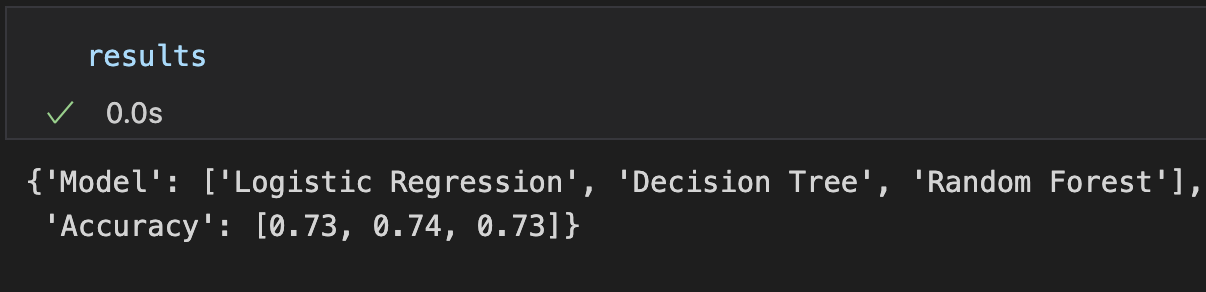 results
0.0s
{'Model': ['Logistic Regression', 'Decision Tree', 'Random Forest'],
'Accuracy': [0.73, 0.74, 0.73]}